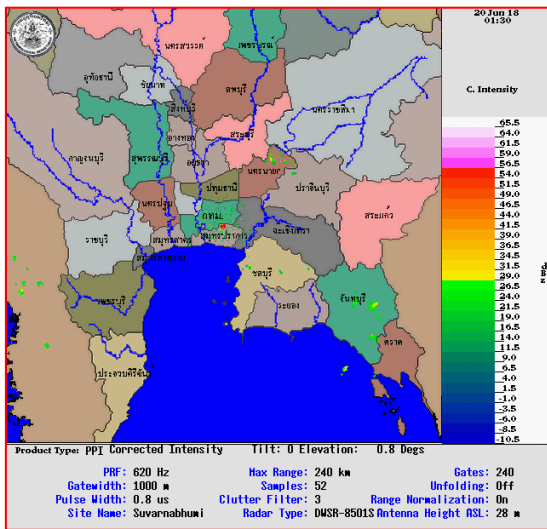 20 Jun 18
01:30
C. Intensity
นครสวรรค์
เพชรบูรณ์
อุทัยธานี
ชัยนาท
ลพบุรี
สิงห์บุรี
นครราชสีมา
อ่างทอง
สระบุรี
กาญจนบุรี
สุพรรณบุรี
อยุธยา
นครนายก
ปทุมธานี
ปราจีนบุรี
นครปฐม
กทม.
สระแก้ว
ฉะเชิงเทรา
ราชบุรี
สมุทรสาคร
สมุทรปราการ
สมุทรสงคราม
ชลบุรี
เพชรบุรี
ระยอง
จันทบุรี
ตราด
ประจวบคีรีขันธ์
65.5
64.0
61.5
59.0
56.5
54.0
51.5
49.0
46.5
44.0
41.5
39.0
36.5
34.0
31.5
29.0
26.5
24.0
21.5
19.0
16.5
14.0
11.5
9.0
6.5
4.0
1.5
-1.0
-3.5
-6.0
-8.5
-10.5
Product Type: PPI Corrected Intensity Tilt: 0 Elevation: 0.8 Degs
PRF: 620 Hz Max Range: 240 km Gates: 240
Gatewidth: 1000 m Samples: 52 Unfolding: Off
Pulse Width: 0.8 us Clutter Filter: 3 Range Normalization: On
Site Name: Suvarnabhumi Radar Type: DWSR-8501S Antenna Height ASL: 28 m